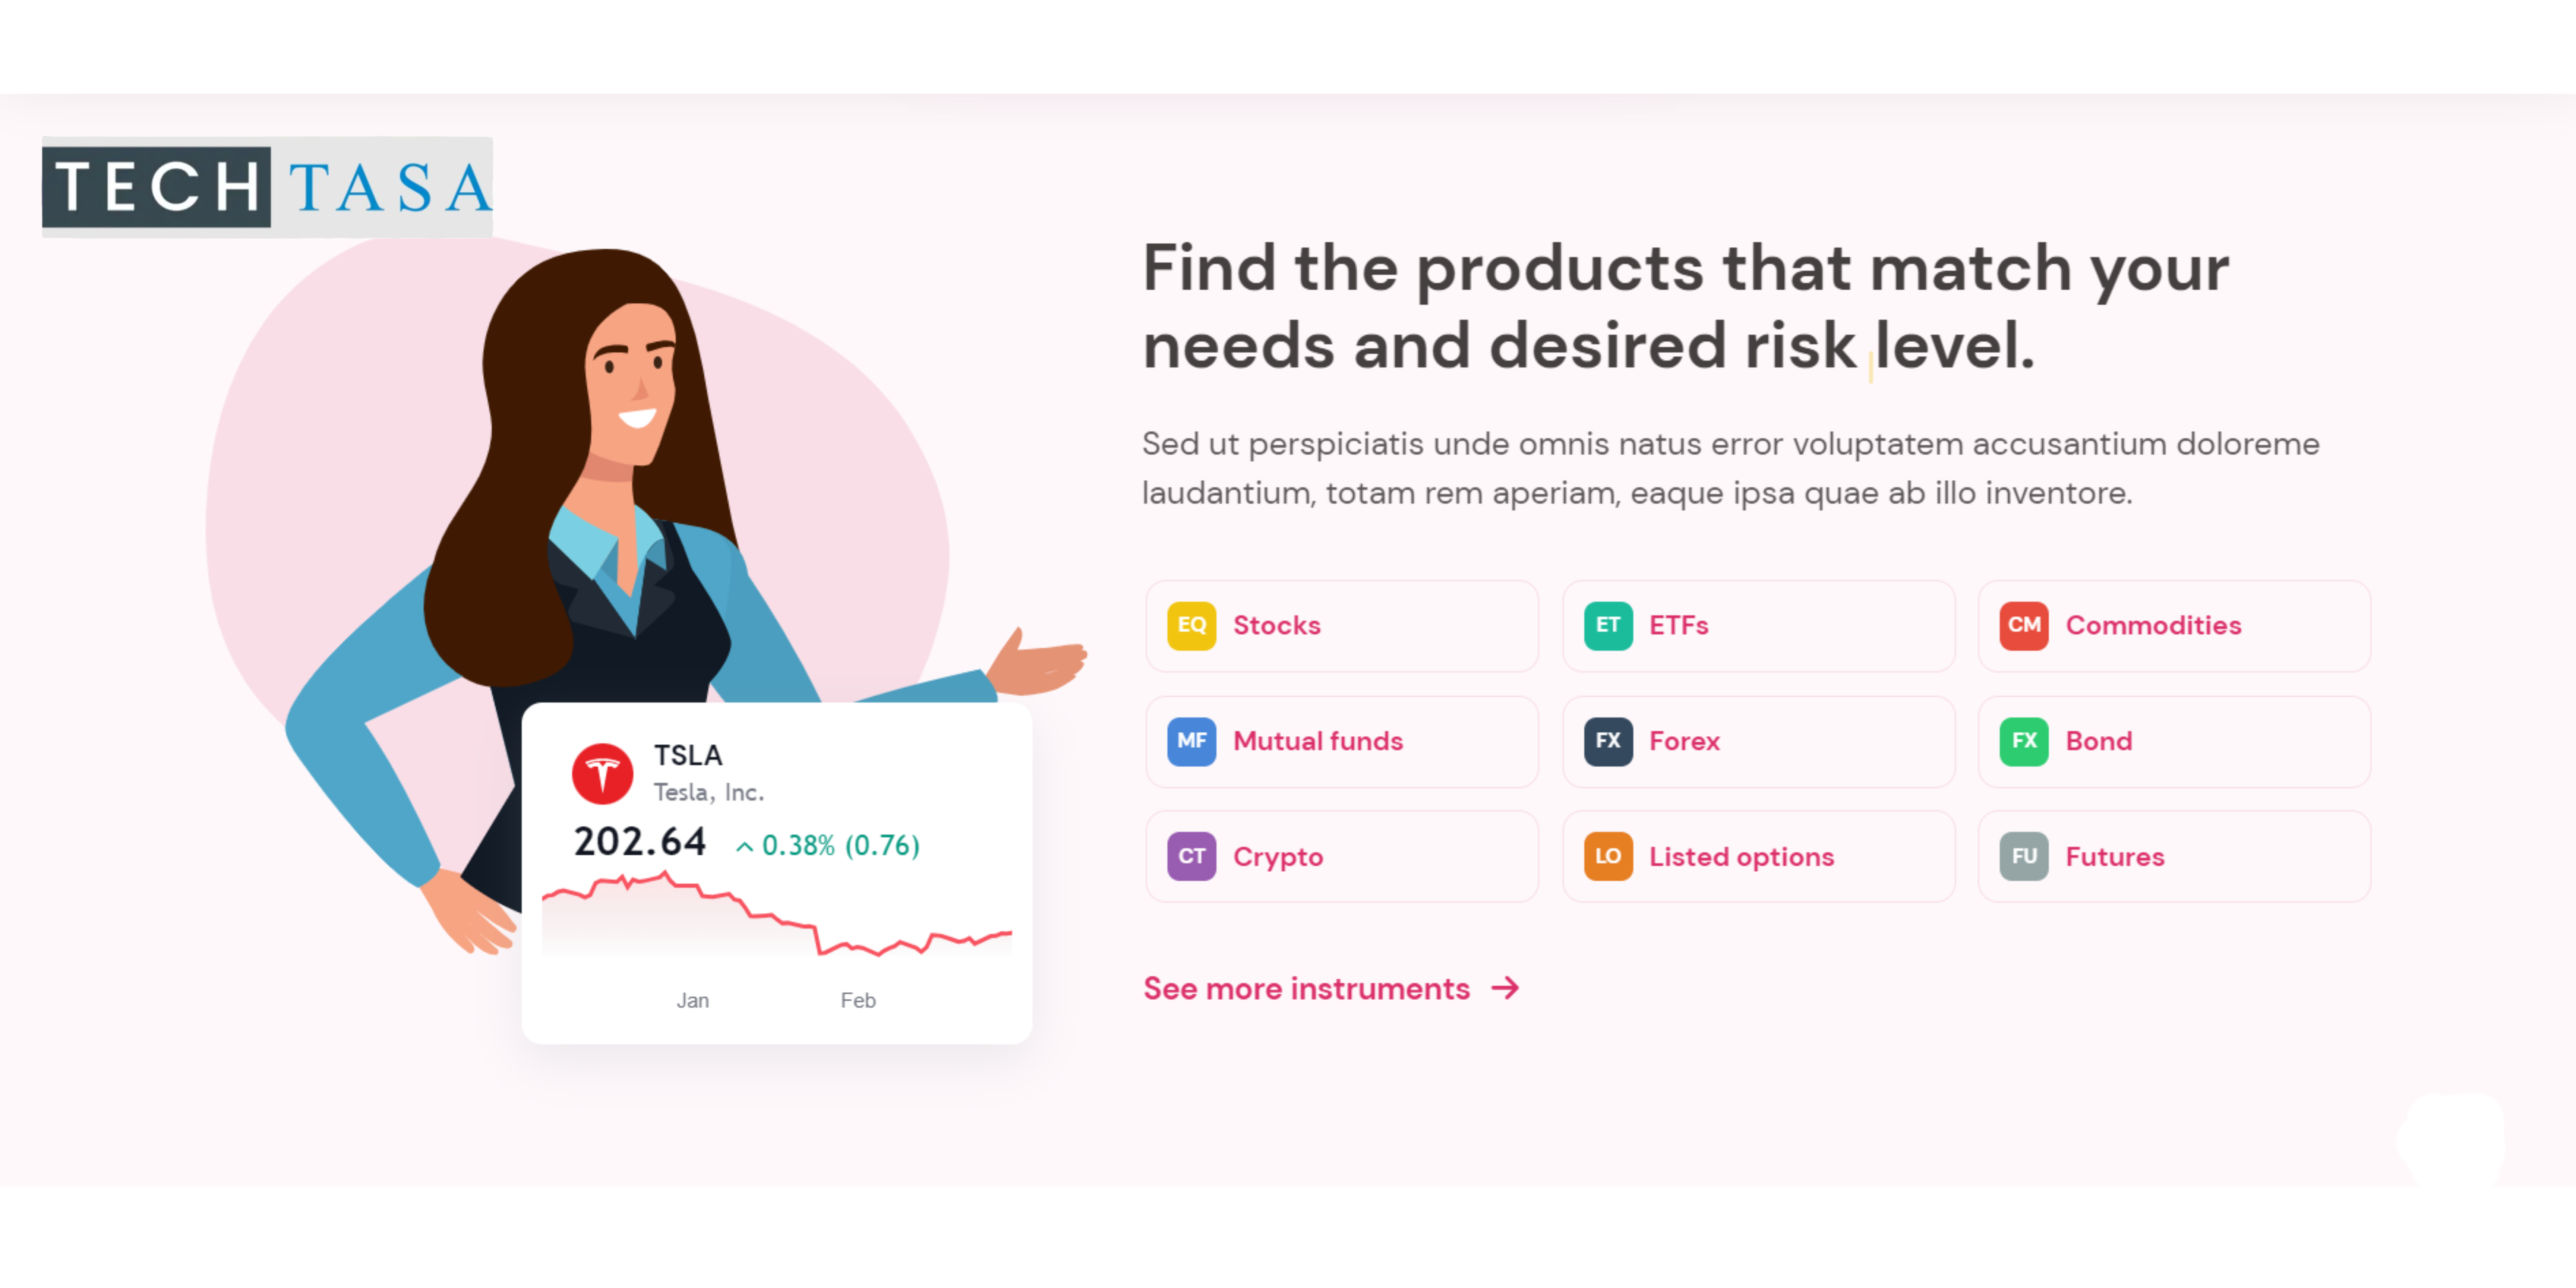 TECH TASA
Find the products that match your
needs and desired risk level.
Sed ut perspiciatis unde omnis natus error voluptatem accusantium doloreme
laudantium, totam rem aperiam, eaque ipsa quae ab illo inventore.
EQ Stocks
ET ETFs
CM Commodities
MF Mutual funds
FX Forex
FX Bond
CT Crypto
LO Listed options
FU Futures
See more instruments →
TSLA
Tesla, Inc.
202.64 ^ 0.38% (0.76)
Jan Feb